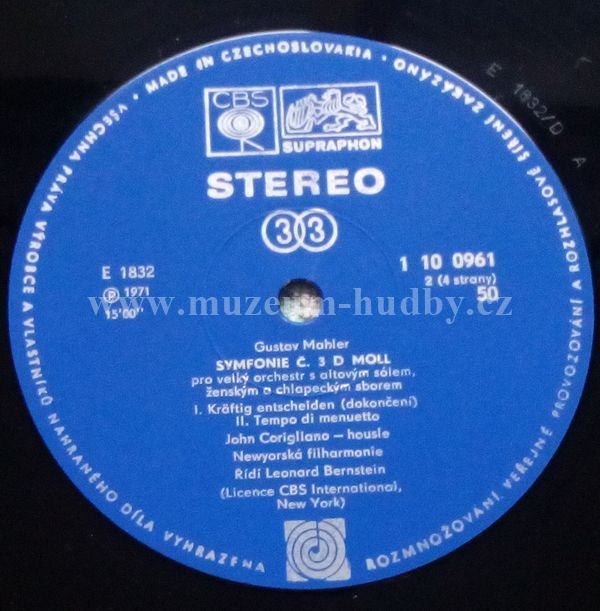 • MADE IN CZECHOSLOVAKIA •
VŠECHNA PRÁVA VÝROBCE A VLASTNÍKŮ NAHRANÉHO DÍLA VYHRAZENA
ROZMNOŽOVÁNÍ VEŘEJNÉ PROVOZOVÁNÍ A ROZHLASOVÉ ŠÍŘENÍ ZAKÁZÁNO
E 1832/D A
CBS
SUPRAPHON
STEREO
33
E 1832
Ⓟ 1971
15'00"
1 10 0961
2 (4 strany)
50
www.muzeum-hudby.cz
Gustav Mahler
SYMFONIE Č. 3 D MOLL
pro velký orchestr s altovým sólem,
ženským a chlapeckým sborem
I. Kräftig entscheiden (dokončení)
II. Tempo di menuetto
John Corigliano – housle
Newyorská filharmonie
Řídí Leonard Bernstein
(Licence CBS International,
New York)